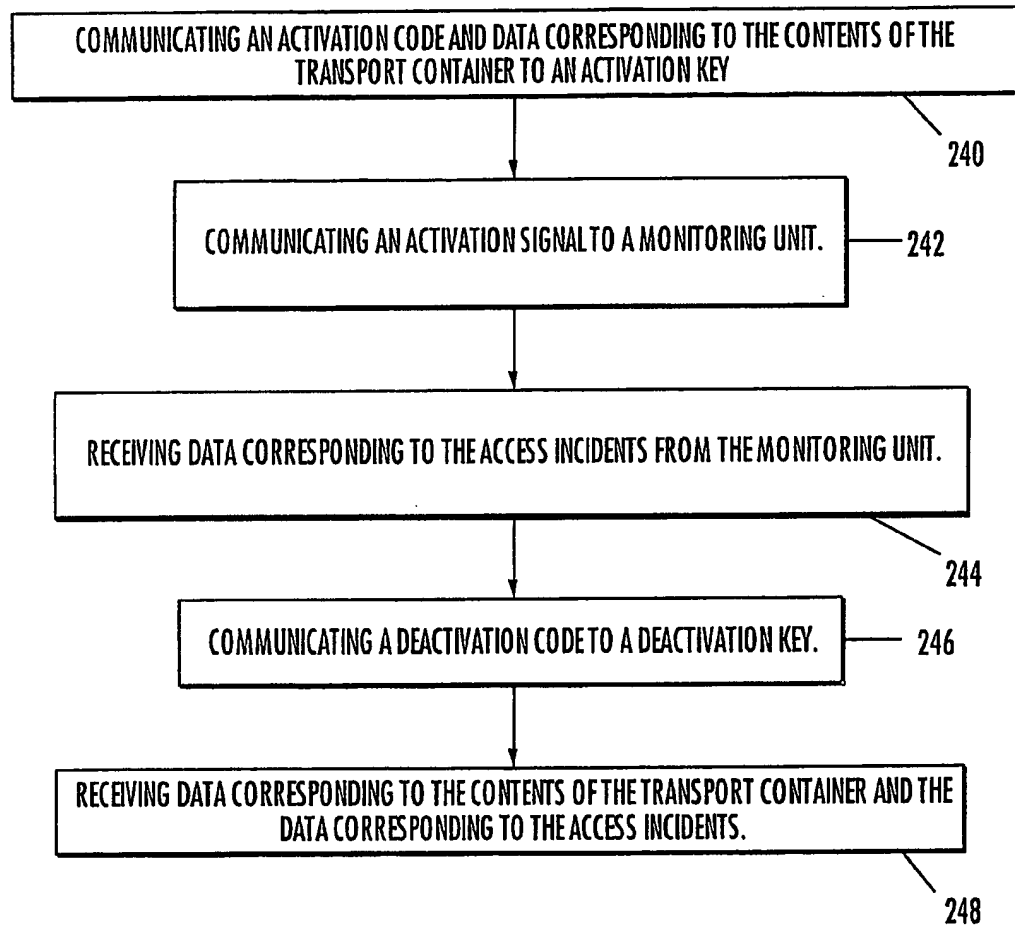 COMMUNICATING AN ACTIVATION CODE AND DATA CORRESPONDING TO THE CONTENTS OF THE
TRANSPORT CONTAINER TO AN ACTIVATION KEY
240
COMMUNICATING AN ACTIVATION SIGNAL TO A MONITORING UNIT.
242
RECEIVING DATA CORRESPONDING TO THE ACCESS INCIDENTS FROM THE MONITORING UNIT.
244
COMMUNICATING A DEACTIVATION CODE TO A DEACTIVATION KEY.
246
RECEIVING DATA CORRESPONDING TO THE CONTENTS OF THE TRANSPORT CONTAINER AND THE
DATA CORRESPONDING TO THE ACCESS INCIDENTS.
248